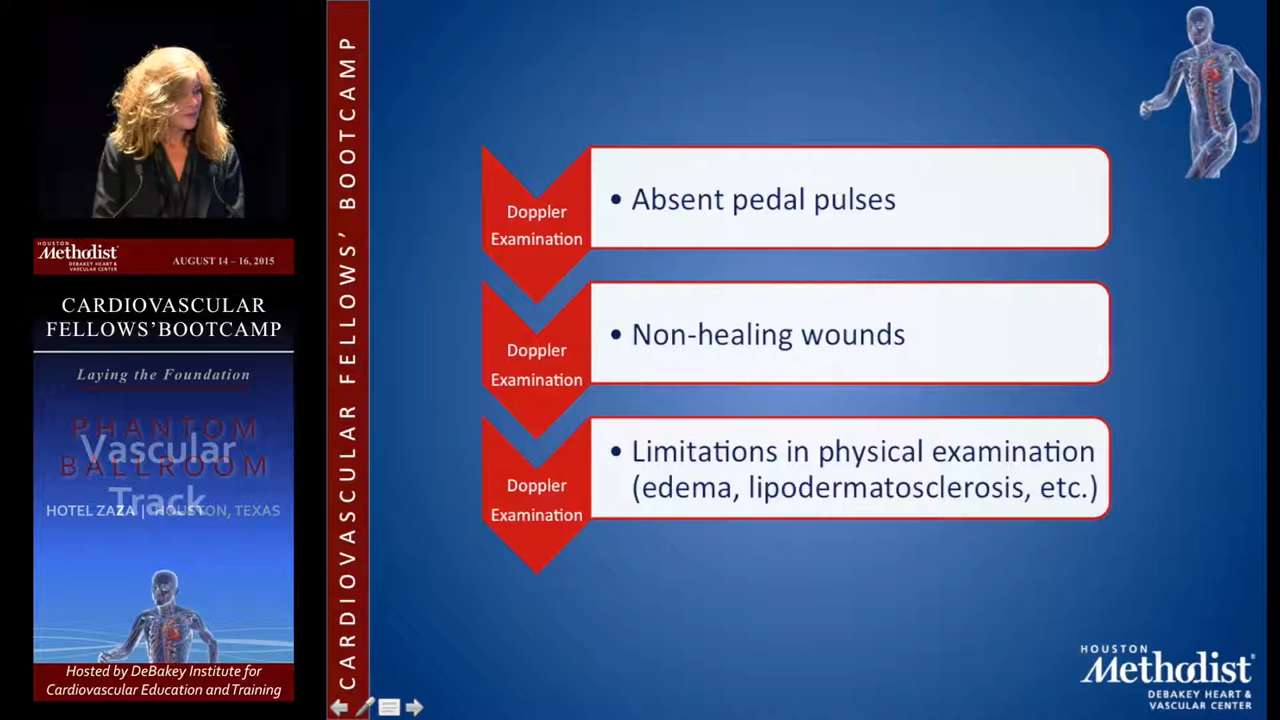 HOUSTON
Methodist
DEBAKEY HEART &
VASCULAR CENTER
AUGUST 14 – 16, 2015
CARDIOVASCULAR
FELLOWS’BOOTCAMP
Laying the Foundation
PHANTOM
Vascular
BALLROOM
Track
HOTEL ZAZA | HOUSTON, TEXAS
Hosted by DeBakey Institute for
Cardiovascular Education and Training
CARDIOVASCULAR FELLOWS’ BOOTCAMP
Doppler
Examination
• Absent pedal pulses
Doppler
Examination
• Non-healing wounds
Doppler
Examination
• Limitations in physical examination
(edema, lipodermatosclerosis, etc.)
HOUSTON
Methodist
DEBAKEY HEART &
VASCULAR CENTER